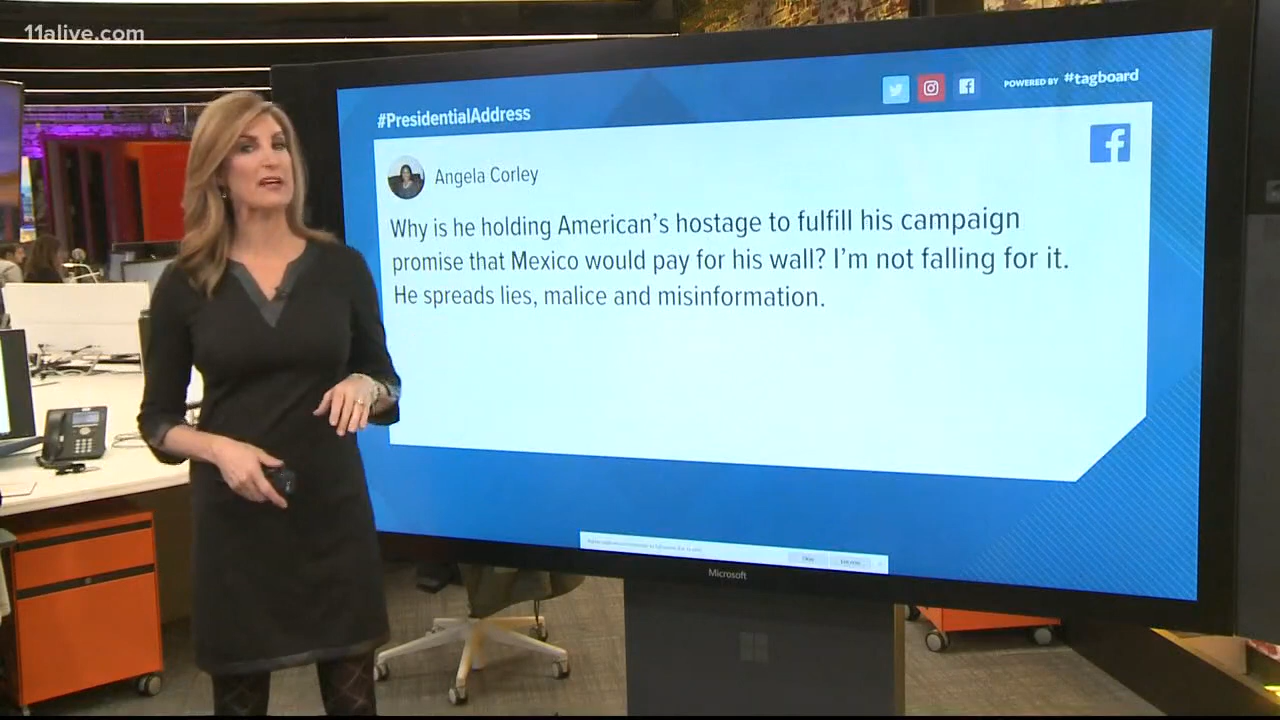 11alive.com
#PresidentialAddress
POWERED BY #tagboard
Angela Corley
Why is he holding American's hostage to fulfill his campaign
promise that Mexico would pay for his wall? I'm not falling for it.
He spreads lies, malice and misinformation.
Microsoft